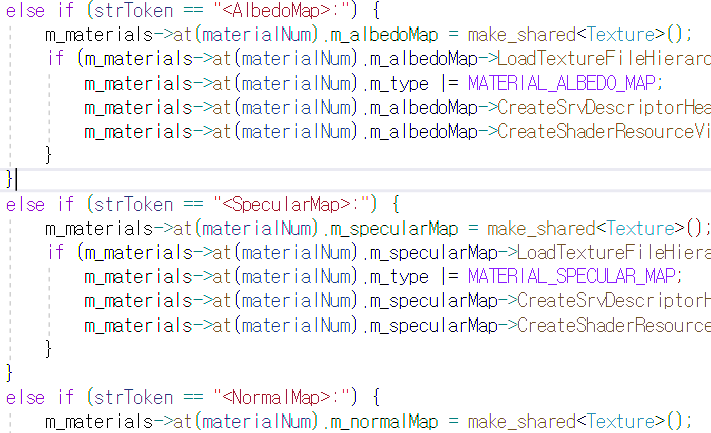 else if (strToken == "<AlbedoMap>:") {
m_materials->at(materialNum).m_albedoMap = make_shared<Texture>();
if (m_materials->at(materialNum).m_albedoMap->LoadTextureFileHierarc
m_materials->at(materialNum).m_type |= MATERIAL_ALBEDO_MAP;
m_materials->at(materialNum).m_albedoMap->CreateSrvDescriptorHea
m_materials->at(materialNum).m_albedoMap->CreateShaderResourceVi
}
}
else if (strToken == "<SpecularMap>:") {
m_materials->at(materialNum).m_specularMap = make_shared<Texture>();
if (m_materials->at(materialNum).m_specularMap->LoadTextureFileHiera
m_materials->at(materialNum).m_type |= MATERIAL_SPECULAR_MAP;
m_materials->at(materialNum).m_specularMap->CreateSrvDescriptorH
m_materials->at(materialNum).m_specularMap->CreateShaderResource
}
}
else if (strToken == "<NormalMap>:") {
m_materials->at(materialNum).m_normalMap = make_shared<Texture>();